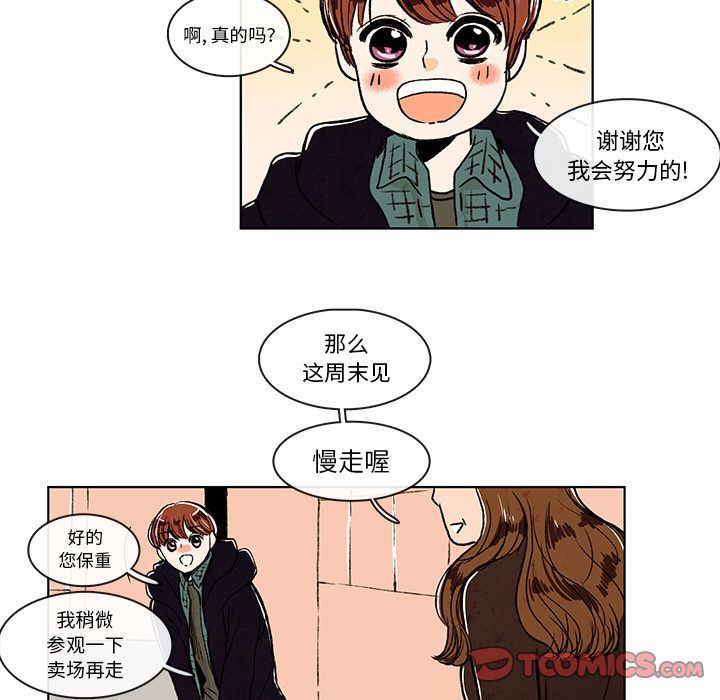 啊, 真的吗?
谢谢您
我会努力的!
那么
这周末见
慢走喔
好的
您保重
我稍微
参观一下
卖场再走
TCOMICS.COM